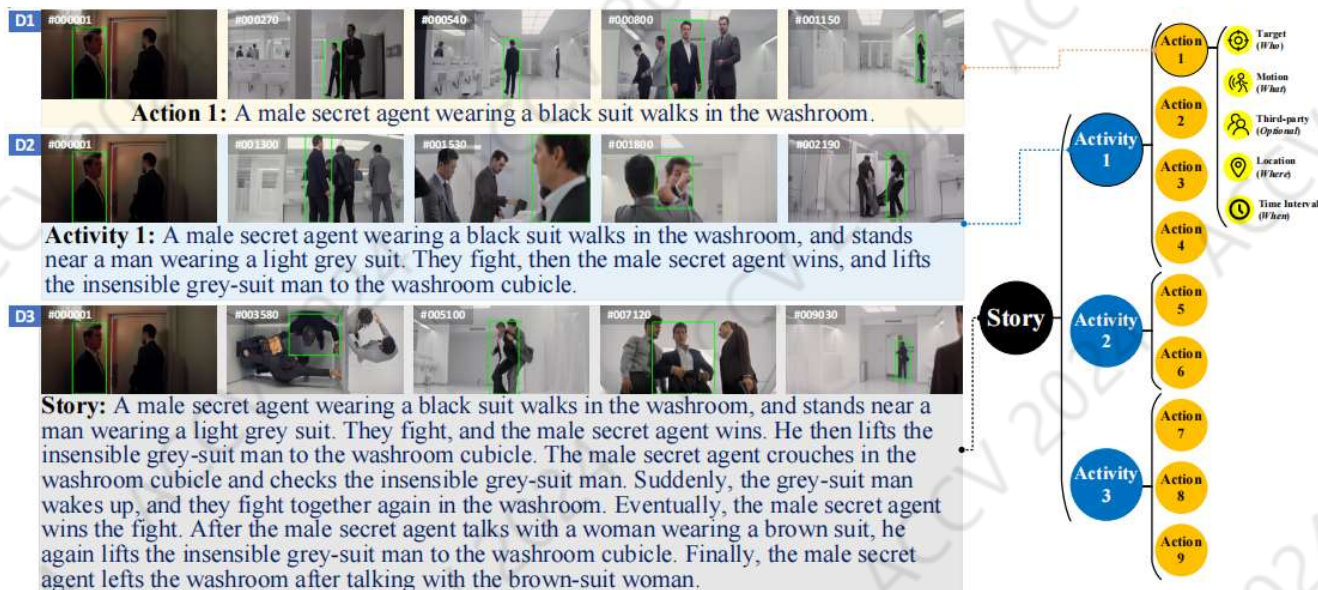 D1
#000001
#000270
#000540
#000800
#001150
Action 1: A male secret agent wearing a black suit walks in the washroom.
D2
#000001
#001300
#001530
#001800
#002190
Activity 1: A male secret agent wearing a black suit walks in the washroom, and stands
near a man wearing a light grey suit. They fight, then the male secret agent wins, and lifts
the insensible grey-suit man to the washroom cubicle.
D3
#000001
#003580
#005100
#007120
#009030
Story: A male secret agent wearing a black suit walks in the washroom, and stands near a
man wearing a light grey suit. They fight, and the male secret agent wins. He then lifts the
insensible grey-suit man to the washroom cubicle. The male secret agent crouches in the
washroom cubicle and checks the insensible grey-suit man. Suddenly, the grey-suit man
wakes up, and they fight together again in the washroom. Eventually, the male secret agent
wins the fight. After the male secret agent talks with a woman wearing a brown suit, he
again lifts the insensible grey-suit man to the washroom cubicle. Finally, the male secret
agent lefts the washroom after talking with the brown-suit woman.
Story
Activity
1
Activity
2
Activity
3
Action
1
Action
2
Action
3
Action
4
Action
5
Action
6
Action
7
Action
8
Action
9
Target
(Who)
Motion
(What)
Third-party
(Optional)
Location
(Where)
Time Interval
(When)
ACCV 2024